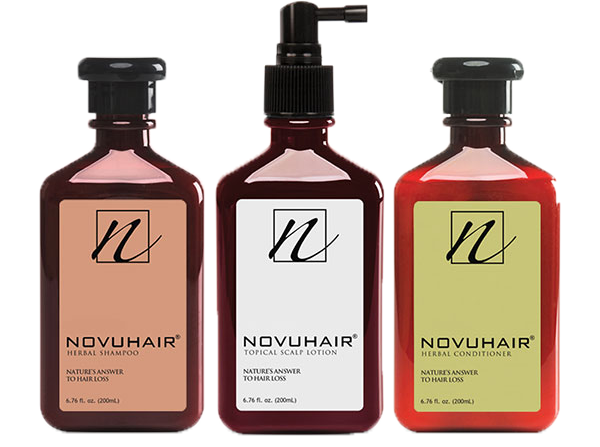 n
NOVUHAIR®
HERBAL SHAMPOO
NATURE'S ANSWER
TO HAIR LOSS
6.76 fl. oz. (200mL)
n
NOVUHAIR®
TOPICAL SCALP LOTION
NATURE'S ANSWER
TO HAIR LOSS
6.76 fl. oz. (200mL)
n
NOVUHAIR®
HERBAL CONDITIONER
NATURE'S ANSWER
TO HAIR LOSS
6.76 fl. oz. (200mL)